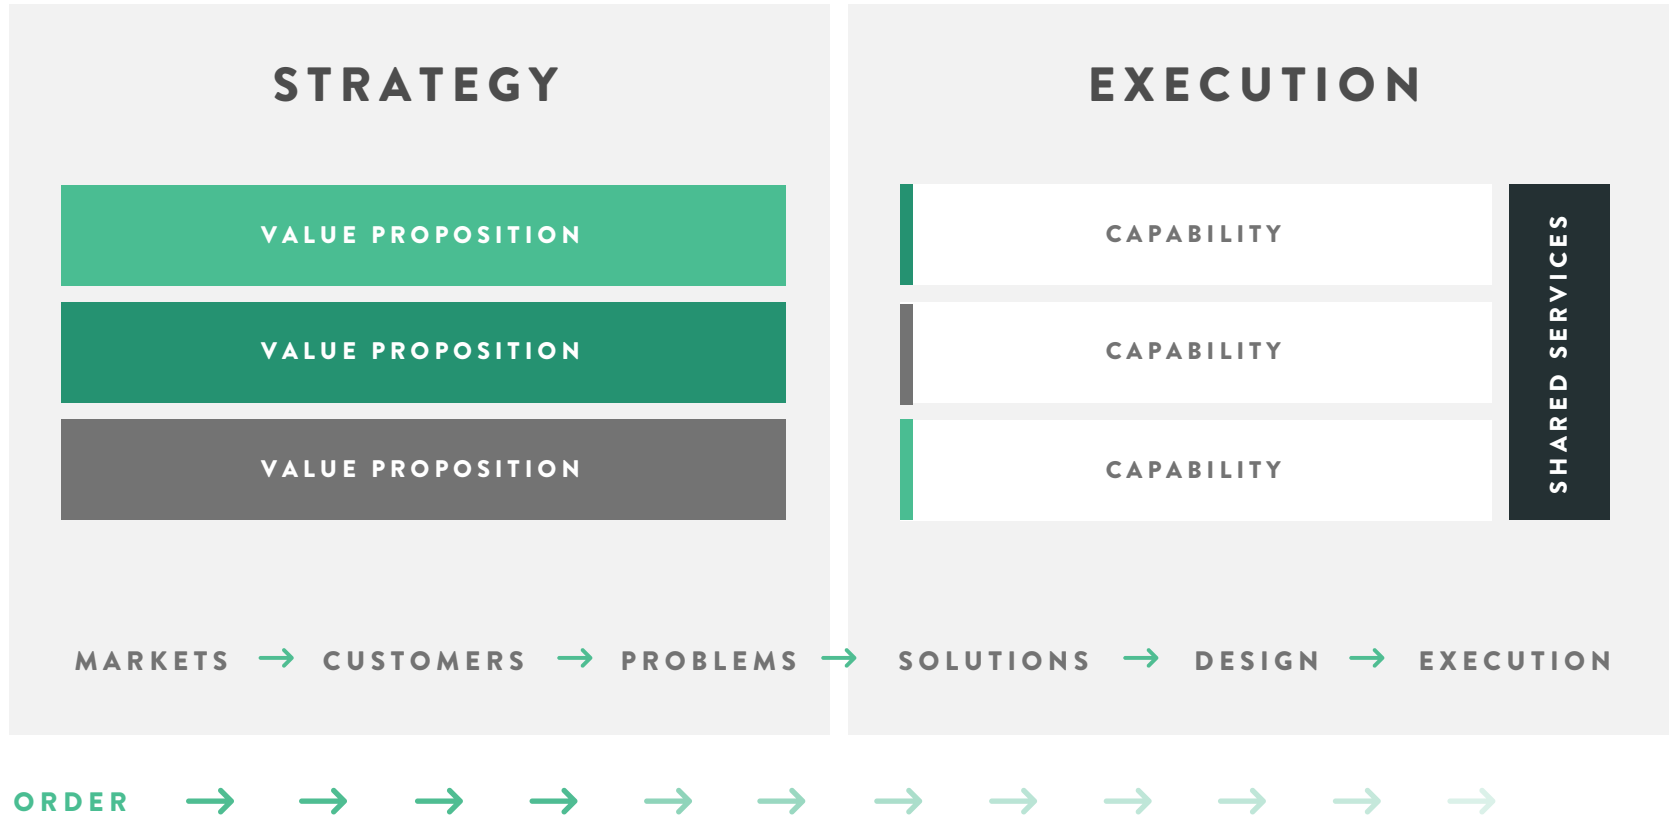 STRATEGY
VALUE PROPOSITION
VALUE PROPOSITION
VALUE PROPOSITION
EXECUTION
CAPABILITY
CAPABILITY
CAPABILITY
SHARED SERVICES
MARKETS → CUSTOMERS → PROBLEMS → SOLUTIONS → DESIGN → EXECUTION
ORDER → → → → → → → → → → → →